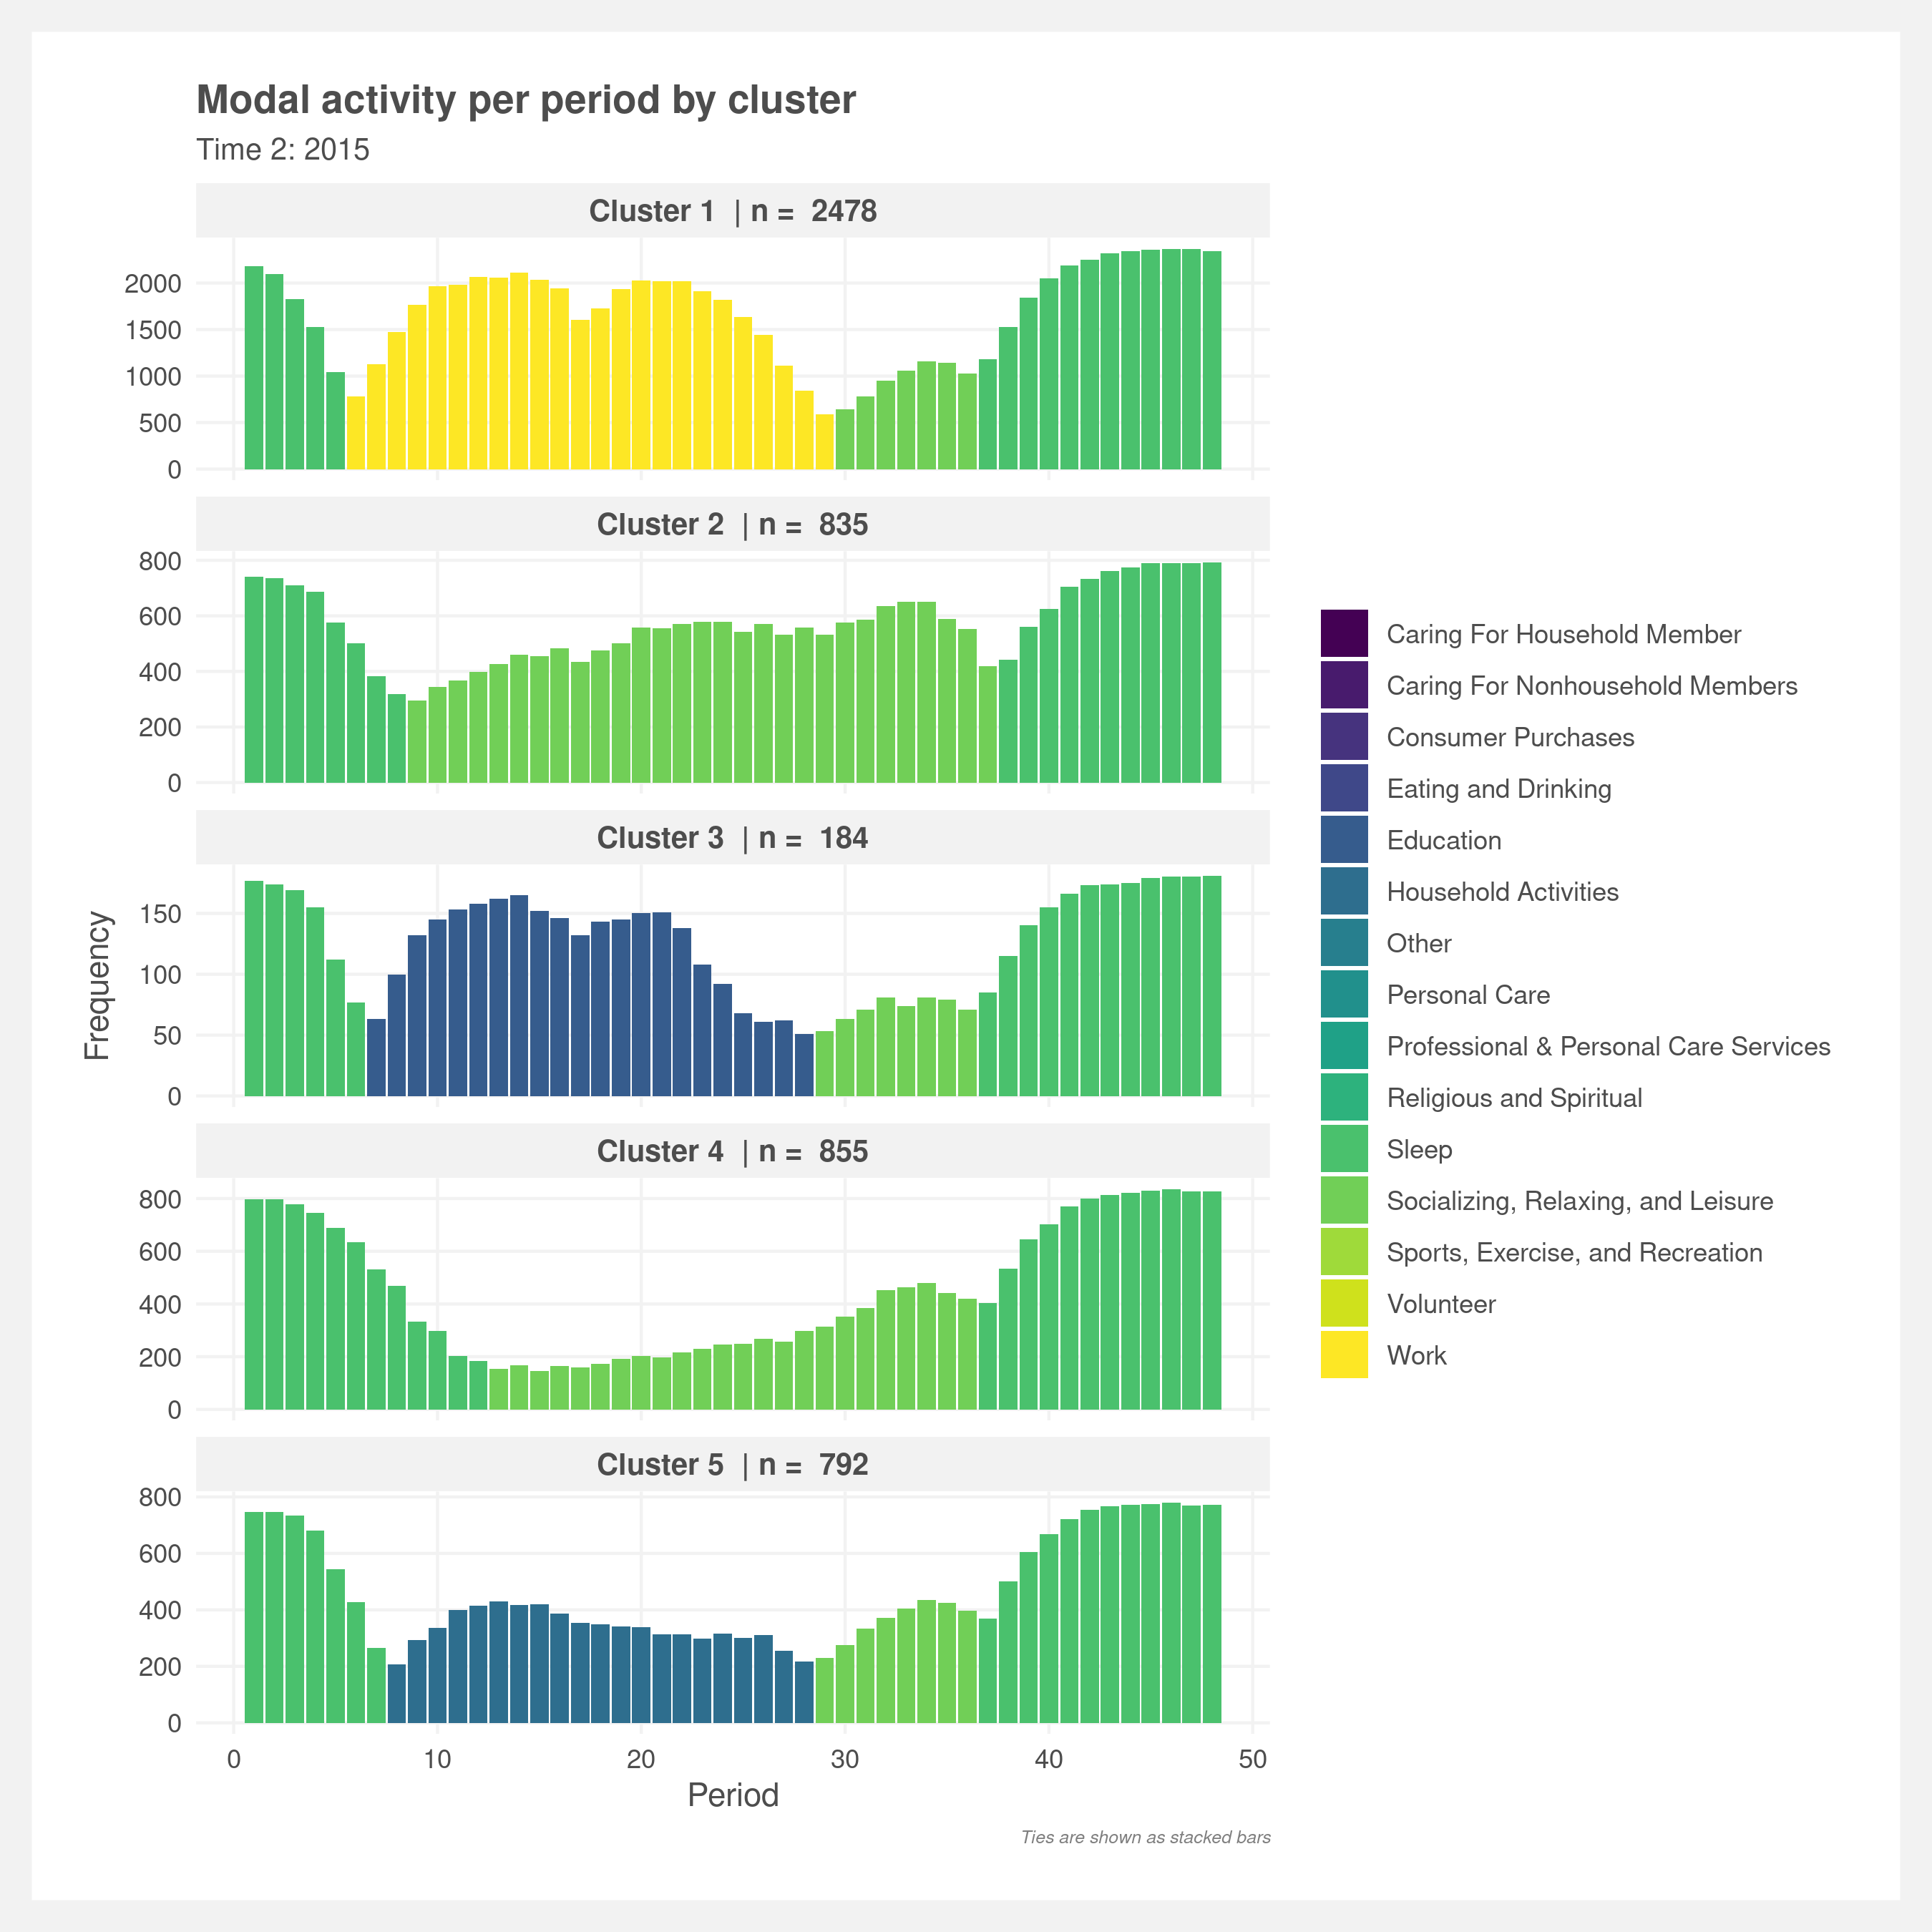 Modal activity per period by cluster
Time 2: 2015
Cluster 1 | n = 2478
2000
1500
1000
500
0
Cluster 2 | n = 835
800
600
400
200
0
Cluster 3 | n = 184
150
100
50
0
Cluster 4 | n = 855
800
600
400
200
0
Cluster 5 | n = 792
800
600
400
200
0
0 10 20 30 40 50
Period
Frequency
Caring For Household Member
Caring For Nonhousehold Members
Consumer Purchases
Eating and Drinking
Education
Household Activities
Other
Personal Care
Professional & Personal Care Services
Religious and Spiritual
Sleep
Socializing, Relaxing, and Leisure
Sports, Exercise, and Recreation
Volunteer
Work
Ties are shown as stacked bars